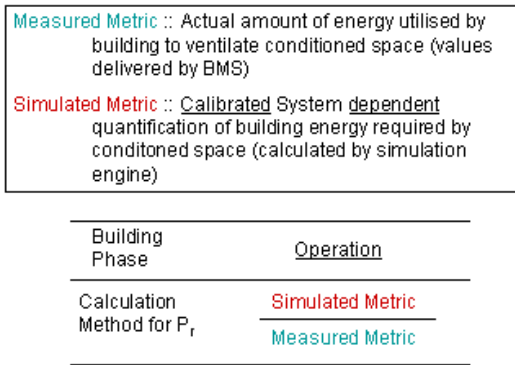 Measured Metric :: Actual amount of energy utilised by
building to ventilate conditioned space (values
delivered by BMS)
Simulated Metric :: Calibrated System dependent
quantification of building energy required by
conditoned space (calculated by simulation
engine)
Building
Phase
Operation
Calculation
Method for Pr
Simulated Metric
Measured Metric